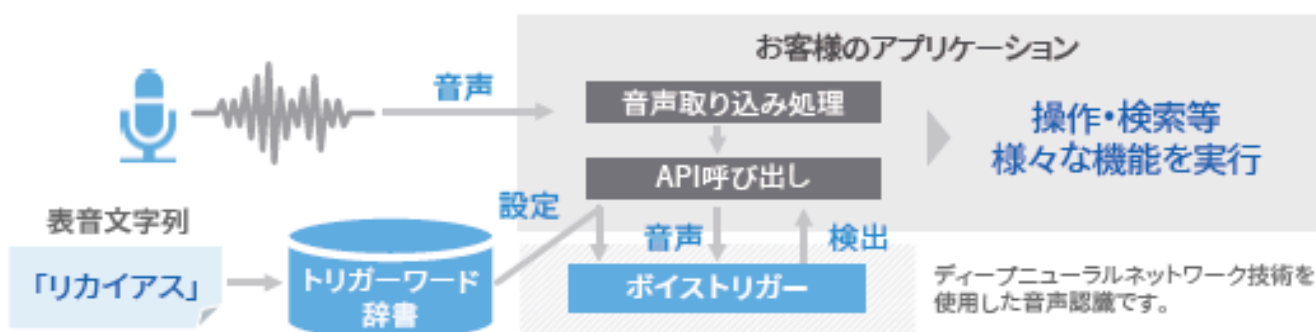 お客様のアプリケーション
音声
音声取り込み処理
操作・検索等
様々な機能を実行
API呼び出し
表音文字列
設定
音声
検出
「リカイアス」
トリガーワード
辞書
ボイストリガー
ディープニューラルネットワーク技術を
使用した音声認識です。